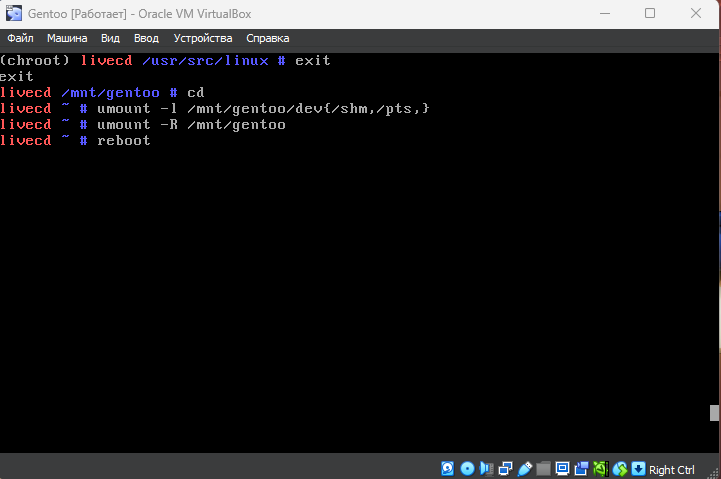 Gentoo [Работает] - Oracle VM VirtualBox
Файл Машина Вид Ввод Устройства Справка
(chroot) livecd /usr/src/linux # exit
exit
livecd /mnt/gentoo # cd
livecd ~ # umount -l /mnt/gentoo/dev{/shm,/pts,}
livecd ~ # umount -R /mnt/gentoo
livecd ~ # reboot
Right Ctrl